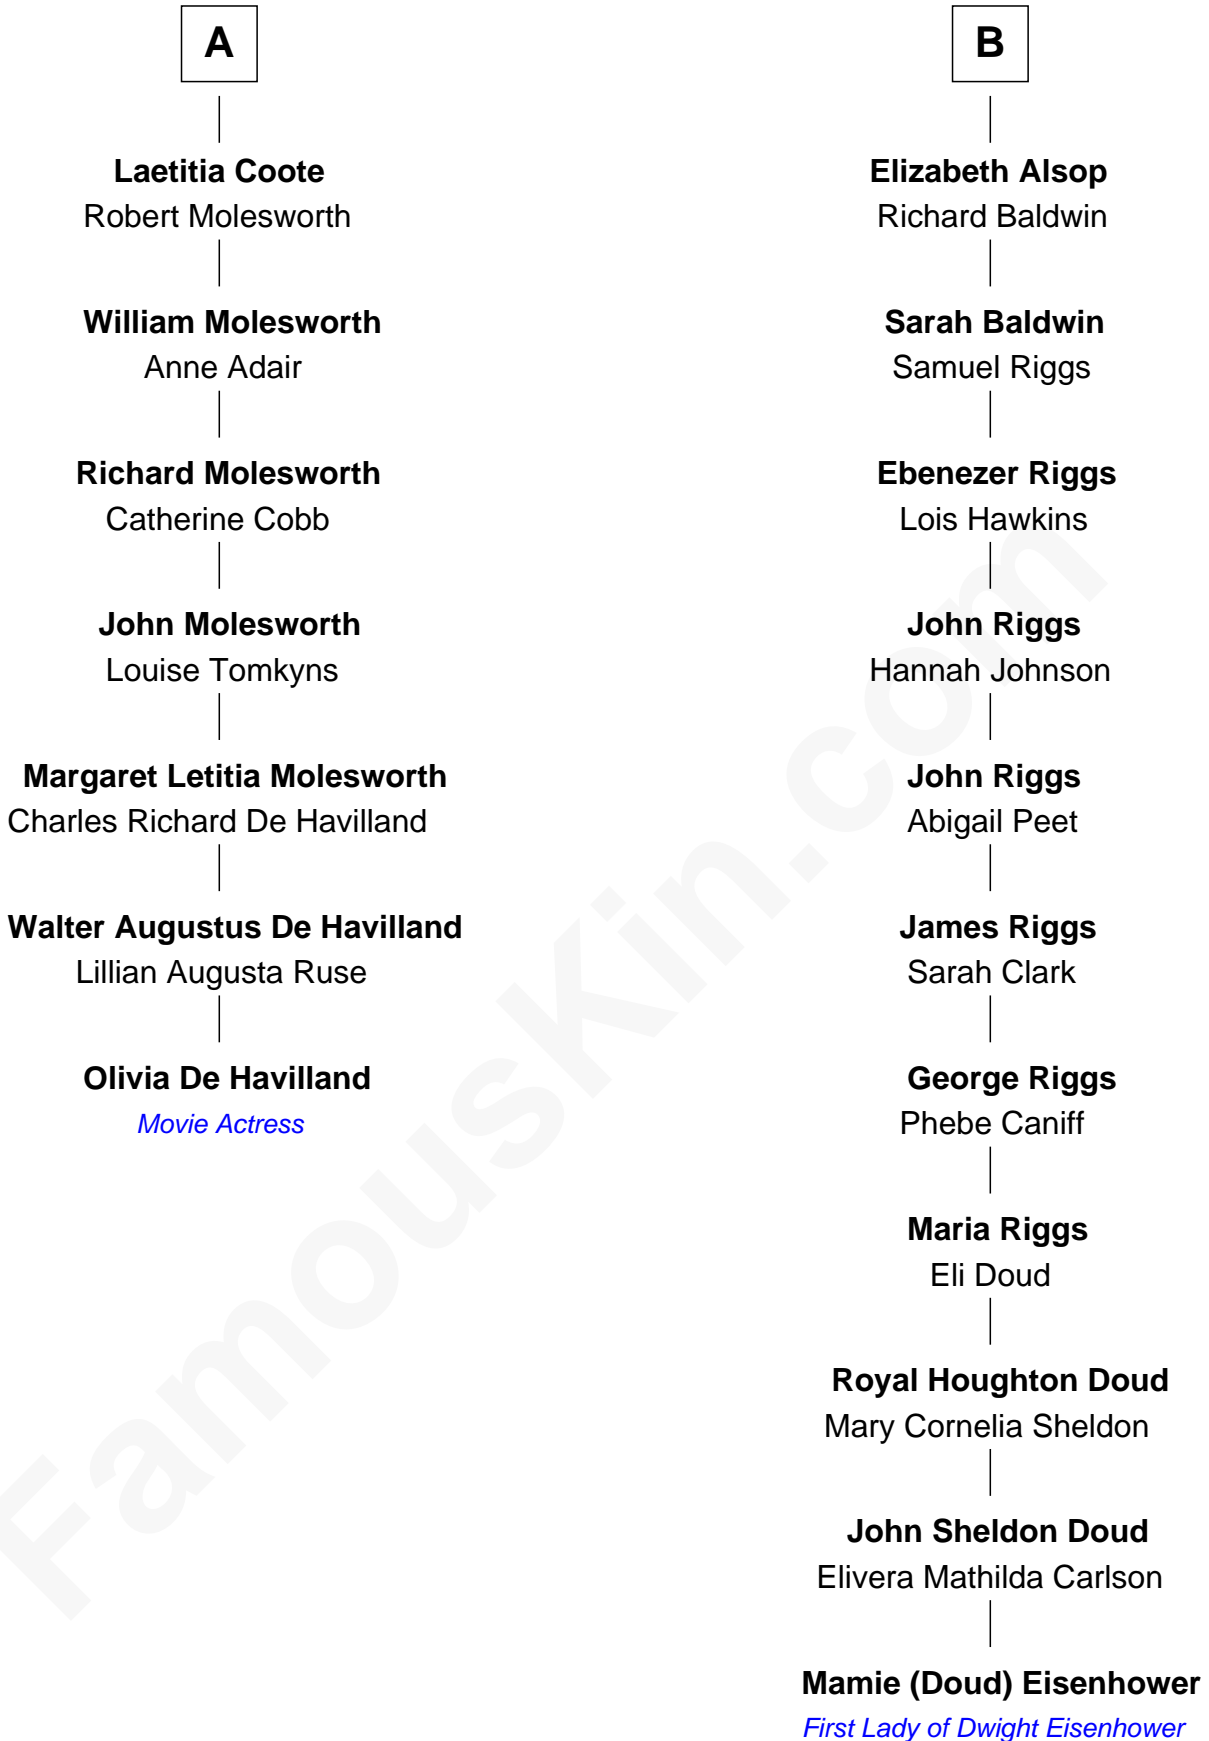 A
Laetitia Coote
Robert Molesworth
William Molesworth
Anne Adair
Richard Molesworth
Catherine Cobb
John Molesworth
Louise Tomkyns
Margaret Letitia Molesworth
Charles Richard De Havilland
Walter Augustus De Havilland
Lillian Augusta Ruse
Olivia De Havilland
Movie Actress
B
Elizabeth Alsop
Richard Baldwin
Sarah Baldwin
Samuel Riggs
Ebenezer Riggs
Lois Hawkins
John Riggs
Hannah Johnson
John Riggs
Abigail Peet
James Riggs
Sarah Clark
George Riggs
Phebe Caniff
Maria Riggs
Eli Doud
Royal Houghton Doud
Mary Cornelia Sheldon
John Sheldon Doud
Elivera Mathilda Carlson
Mamie (Doud) Eisenhower
First Lady of Dwight Eisenhower
FamousKin.com